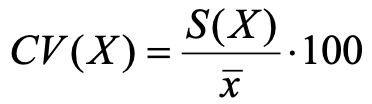 CV(X) = S(X) / x̄ · 100